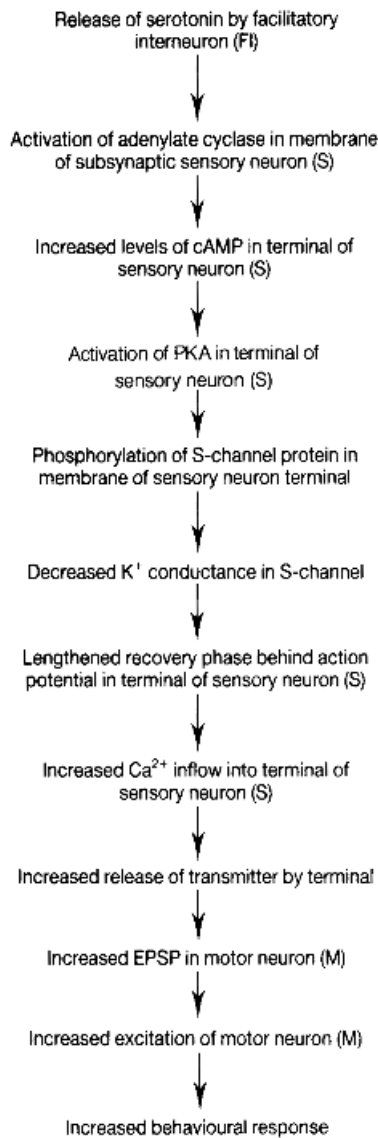 Release of serotonin by facilitatory
interneuron (FI)
Activation of adenylate cyclase in membrane
of subsynaptic sensory neuron (S)
Increased levels of cAMP in terminal of
sensory neuron (S)
Activation of PKA in terminal of
sensory neuron (S)
Phosphorylation of S-channel protein in
membrane of sensory neuron terminal
Decreased K⁺ conductance in S-channel
Lengthened recovery phase behind action
potential in terminal of sensory neuron (S)
Increased Ca²⁺ inflow into terminal of
sensory neuron (S)
Increased release of transmitter by terminal
Increased EPSP in motor neuron (M)
Increased excitation of motor neuron (M)
Increased behavioural response